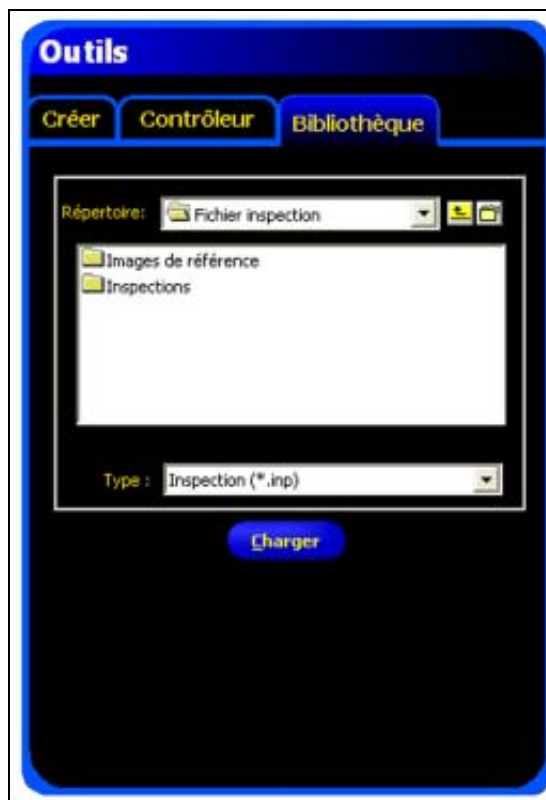 Outils
Créer Contrôleur Bibliothèque
Répertoire: Fichier inspection
Images de référence
Inspections
Type : Inspection (*.inp)
Charger